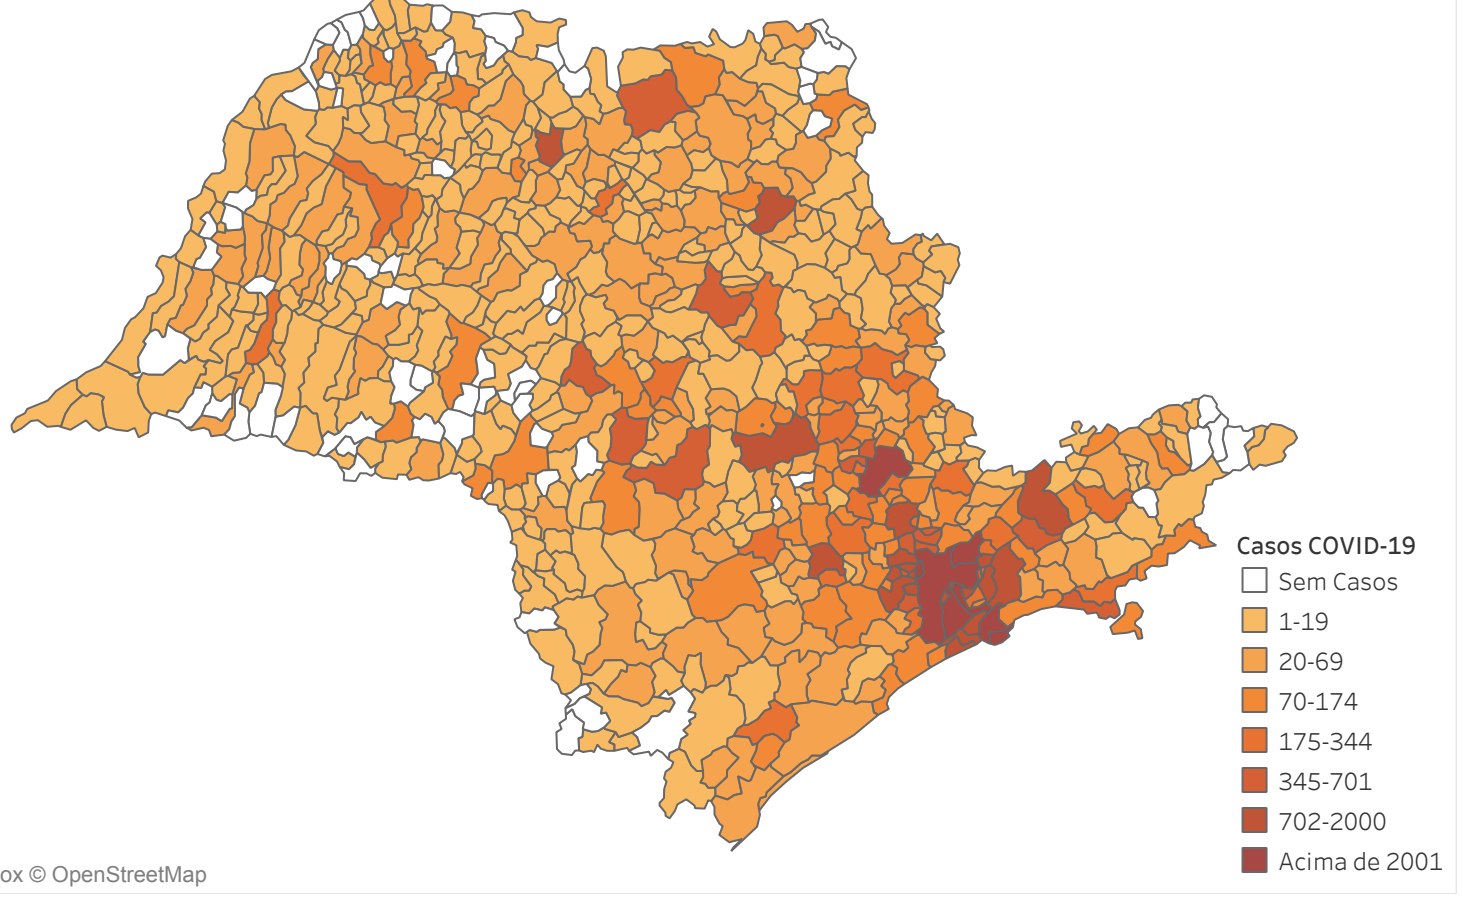 Casos COVID-19
Sem Casos
1-19
20-69
70-174
175-344
345-701
702-2000
Acima de 2001
ox © OpenStreetMap